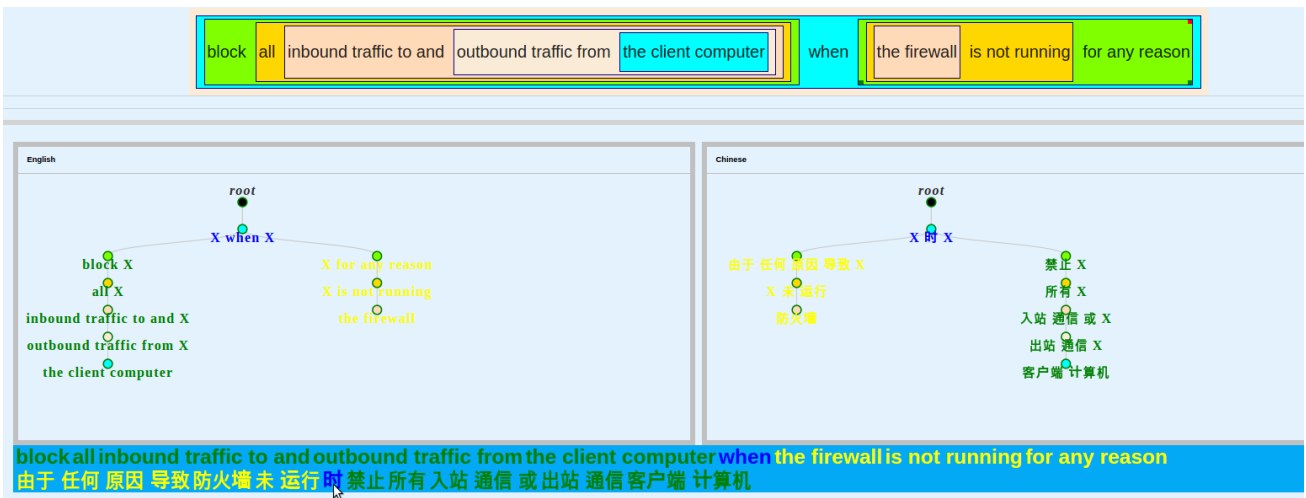 block all inbound traffic to and outbound traffic from the client computer when the firewall is not running for any reason
English
root
X when X
block X
X for any reason
all X
X is not running
inbound traffic to and X
the firewall
outbound traffic from X
the client computer
Chinese
root
X 时 X
由于 任何 原因 导致 X
禁止 X
X 未 运行
所有 X
防火墙
入站 通信 或 X
出站 通信 X
客户端 计算机
block all inbound traffic to and outbound traffic from the client computer when the firewall is not running for any reason
由于 任何 原因 导致 防火墙 未 运行 时 禁止 所有 入站 通信 或 出站 通信 客户端 计算机